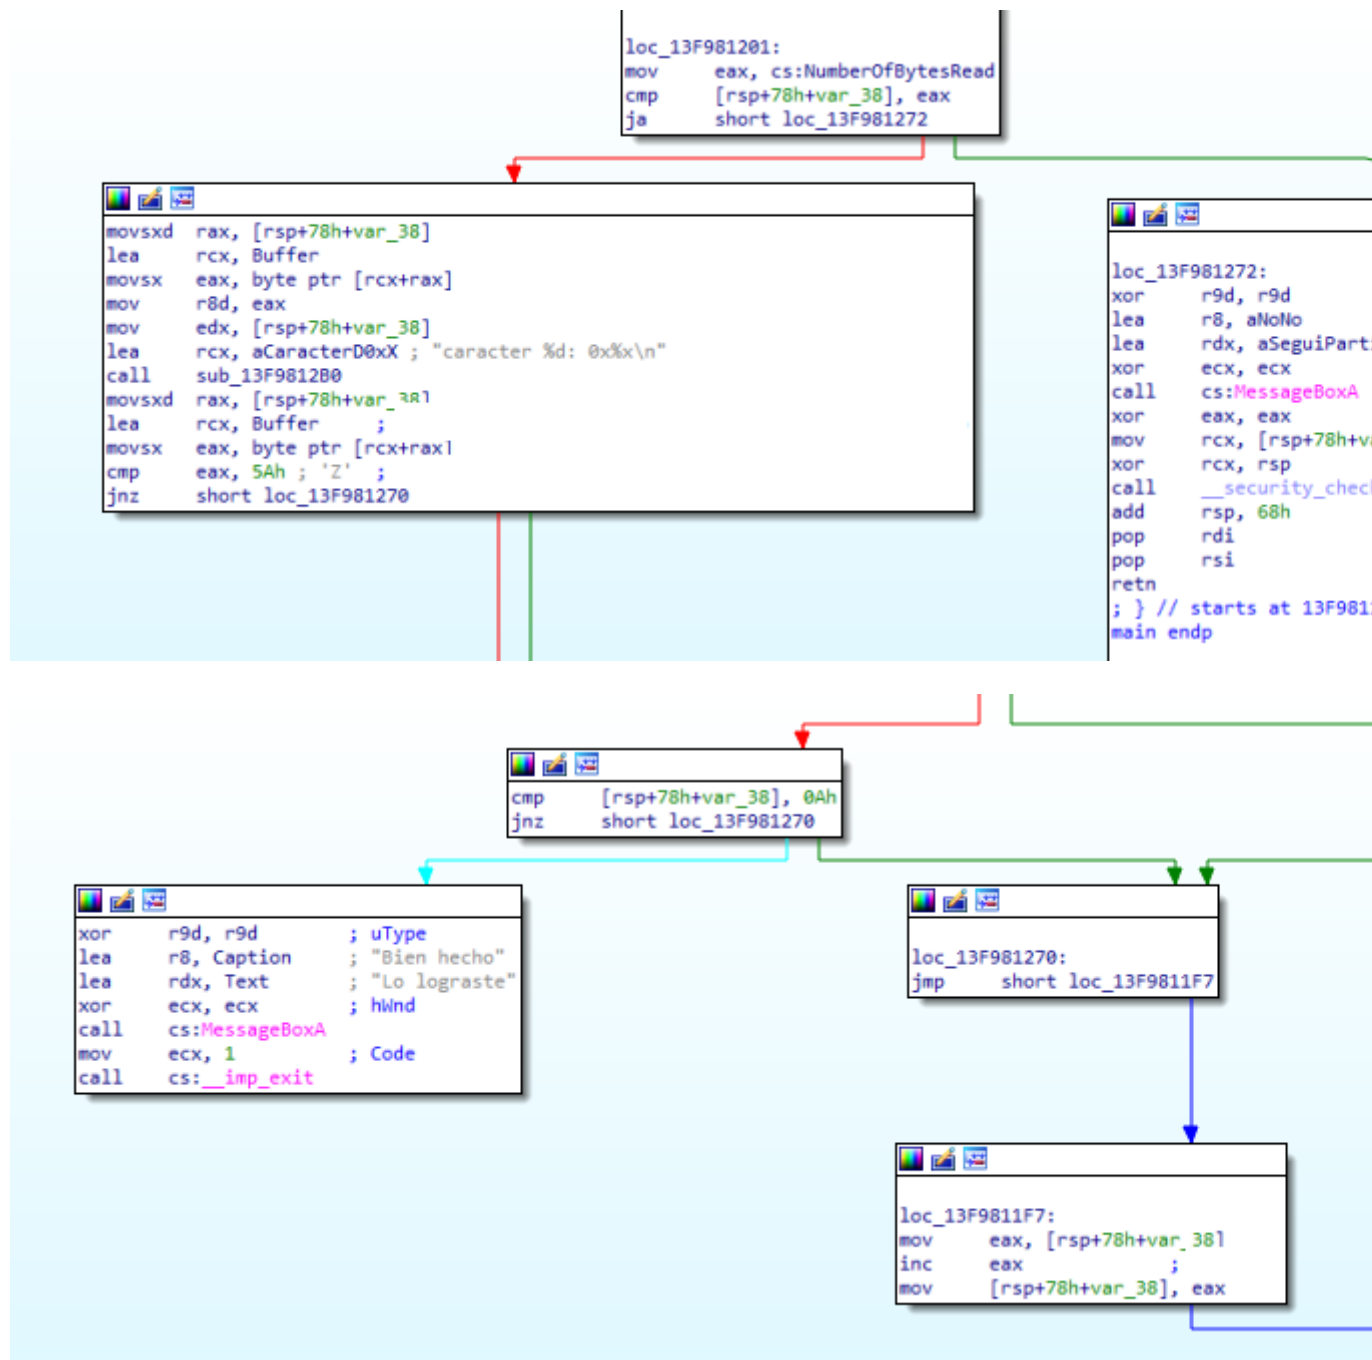 loc_13F981201:
mov eax, cs:NumberOfBytesRead
cmp [rsp+78h+var_38], eax
ja short loc_13F981272
movsxd rax, [rsp+78h+var_38]
lea rcx, Buffer
movsx eax, byte ptr [rcx+rax]
mov r8d, eax
mov edx, [rsp+78h+var_38]
lea rcx, aCaracterD0xX ; "caracter %d: 0x%x\n"
call sub_13F9812B0
movsxd rax, [rsp+78h+var_38]
lea rcx, Buffer ;
movsx eax, byte ptr [rcx+rax]
cmp eax, 5Ah ; 'Z' ;
jnz short loc_13F981270
loc_13F981272:
xor r9d, r9d
lea r8, aNoNo
lea rdx, aSeguiParti
xor ecx, ecx
call cs:MessageBoxA
xor eax, eax
mov rcx, [rsp+78h+va
xor rcx, rsp
call __security_chec
add rsp, 68h
pop rdi
pop rsi
retn
; } // starts at 13F981
main endp
cmp [rsp+78h+var_38], 0Ah
jnz short loc_13F981270
xor r9d, r9d ; uType
lea r8, Caption ; "Bien hecho"
lea rdx, Text ; "Lo lograste"
xor ecx, ecx ; hWnd
call cs:MessageBoxA
mov ecx, 1 ; Code
call cs:__imp_exit
loc_13F981270:
jmp short loc_13F9811F7
loc_13F9811F7:
mov eax, [rsp+78h+var_38]
inc eax ;
mov [rsp+78h+var_38], eax